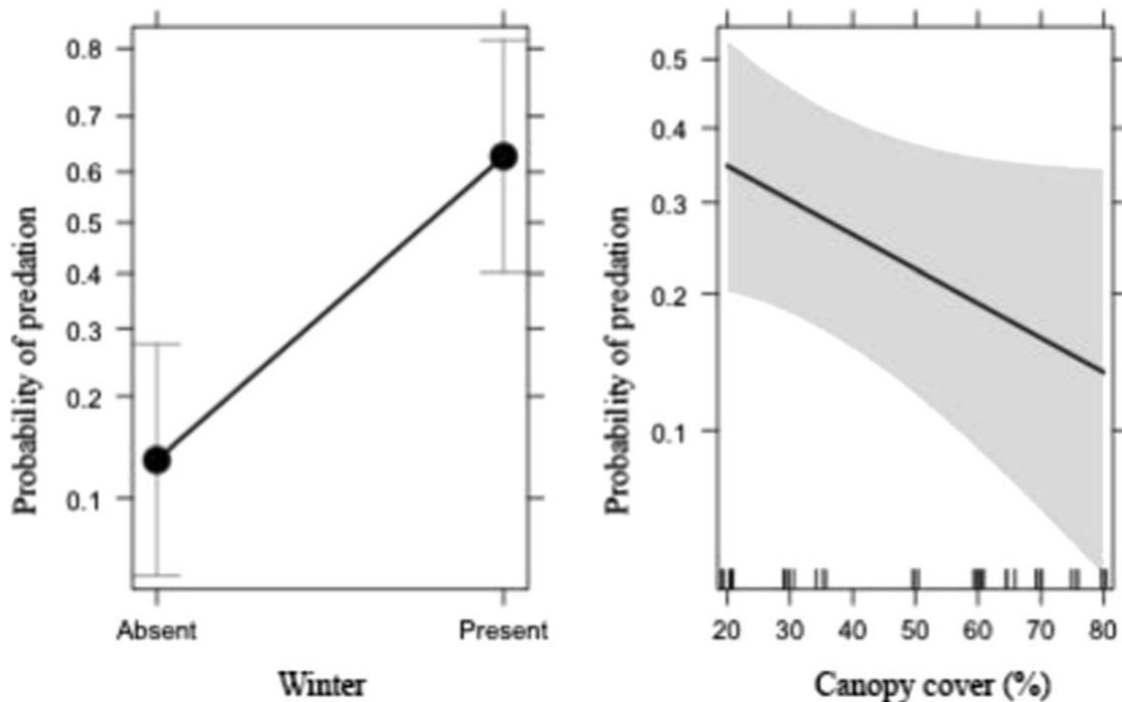 Probability of predation
0.8
0.7
0.6
0.5
0.4
0.3
0.2
0.1
Absent Present
Winter
Probability of predation
0.5
0.4
0.3
0.2
0.1
20 30 40 50 60 70 80
Canopy cover (%)